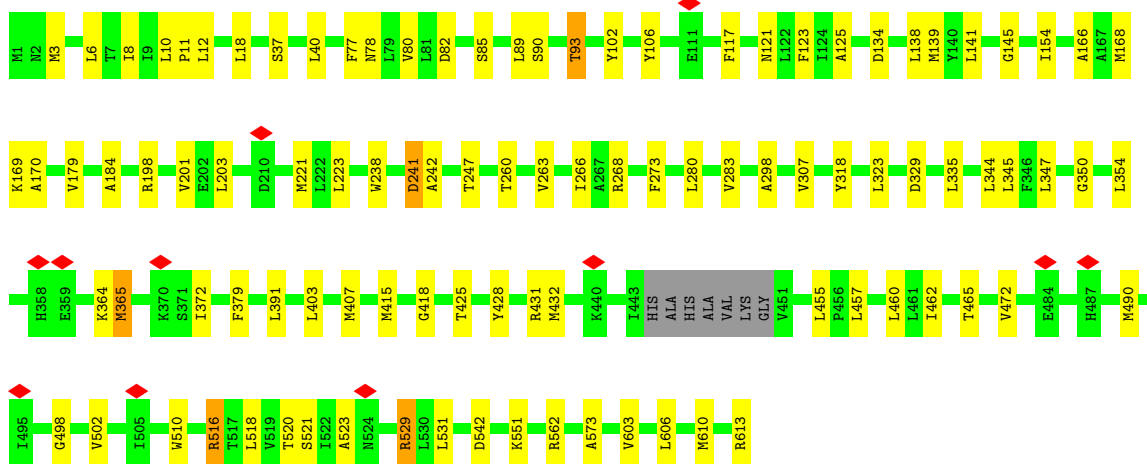 M1 N2 M3 L6 T7 I8 I9 L10 P11 L12 L18 S37 L40 F77 N78 L79 V80 L81 D82 S85 L89 S90 T93 Y102 Y106 E111 F117 N121 L122 F123 I124 A125 D134 L138 M139 Y140 L141 G145 I154 A166 A167 M168
K169 A170 V179 A184 R198 V201 E202 L203 D210 M221 L222 L223 W238 D241 A242 T247 T260 V263 I266 A267 R268 F273 L280 V283 A298 V307 Y318 L323 D329 L335 L344 L345 F346 L347 G350 L354
H358 E359 K364 M365 K370 S371 I372 F379 L391 L403 M407 M415 G418 T425 Y428 R431 M432 K440 I443 HIS ALA HIS ALA VAL LYS GLY V451 L455 P456 L457 L460 L461 I462 T465 V472 E484 H487 M490
I495 G498 V502 I505 W510 R516 T517 L518 V519 T520 S521 I522 A523 N524 R529 L530 L531 D542 K551 R562 A573 V603 L606 M610 R613